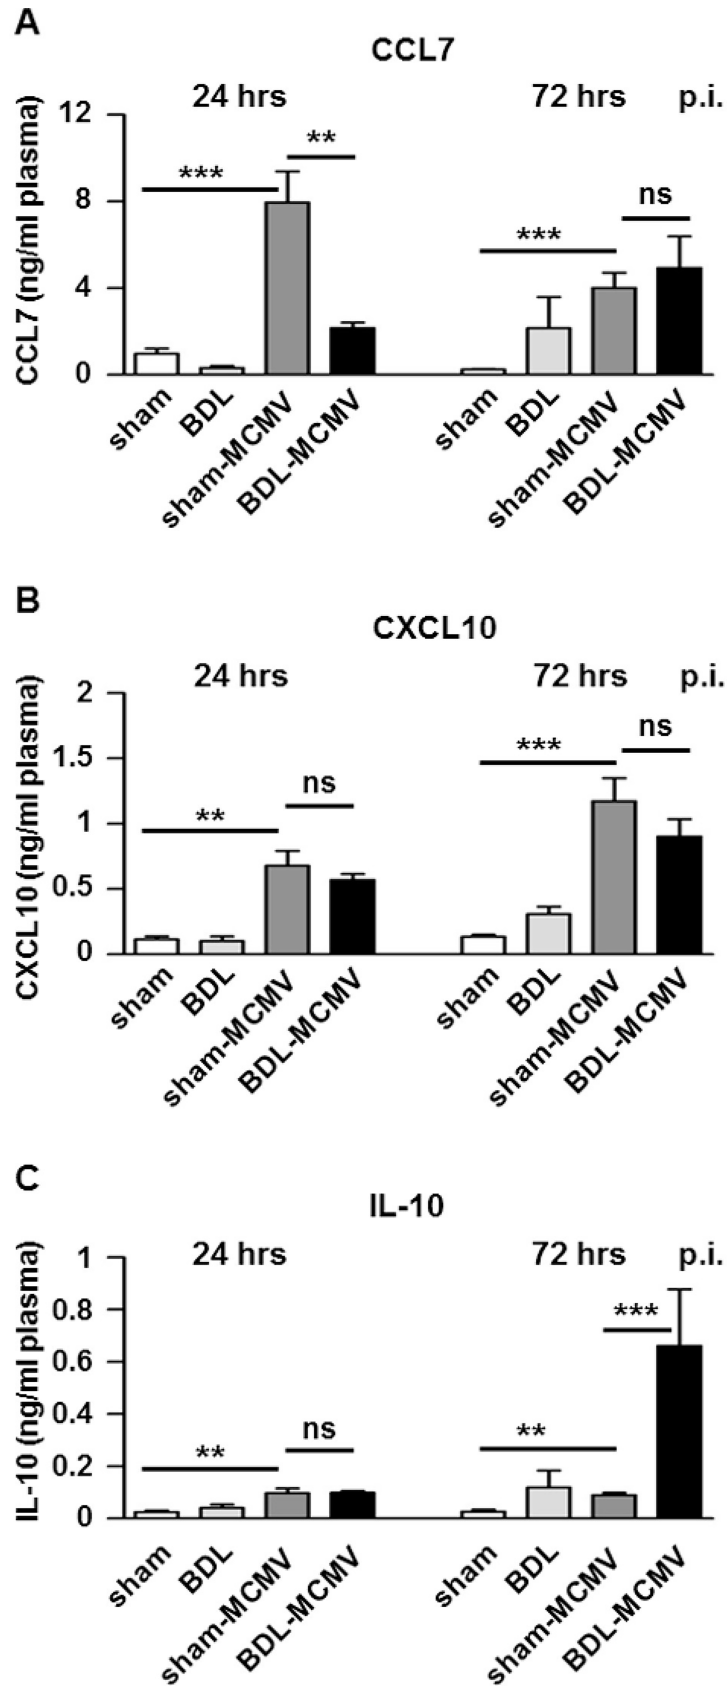 A
CCL7
24 hrs 72 hrs p.i.
CCL7 (ng/ml plasma)
12
8
4
0
*** ** *** ns
sham BDL sham-MCMV BDL-MCMV sham BDL sham-MCMV BDL-MCMV
B
CXCL10
24 hrs 72 hrs p.i.
CXCL10 (ng/ml plasma)
2
1.5
1
0.5
0
** ns *** ns
sham BDL sham-MCMV BDL-MCMV sham BDL sham-MCMV BDL-MCMV
C
IL-10
24 hrs 72 hrs p.i.
IL-10 (ng/ml plasma)
1
0.8
0.6
0.4
0.2
0
** ns ** ***
sham BDL sham-MCMV BDL-MCMV sham BDL sham-MCMV BDL-MCMV